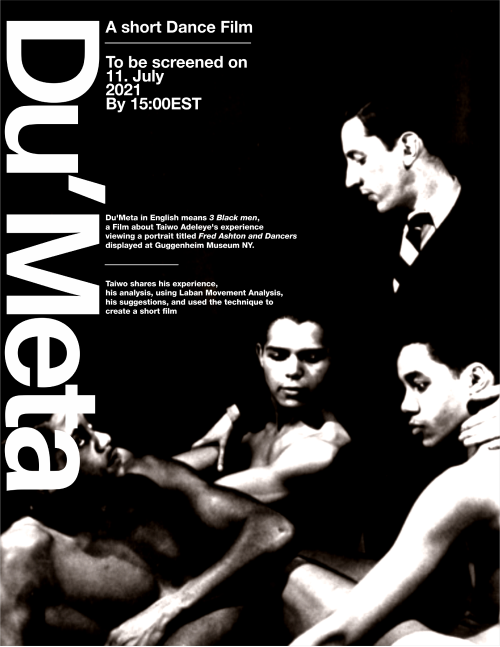 Du'Meta
A short Dance Film
To be screened on
11. July
2021
By 15:00EST
Du'Meta in English means 3 Black men,
a Film about Taiwo Adeleye's experience
viewing a portrait titled Fred Ashton and Dancers
displayed at Guggenheim Museum NY.
Taiwo shares his experience,
his analysis, using Laban Movement Analysis,
his suggestions, and used the technique to
create a short film